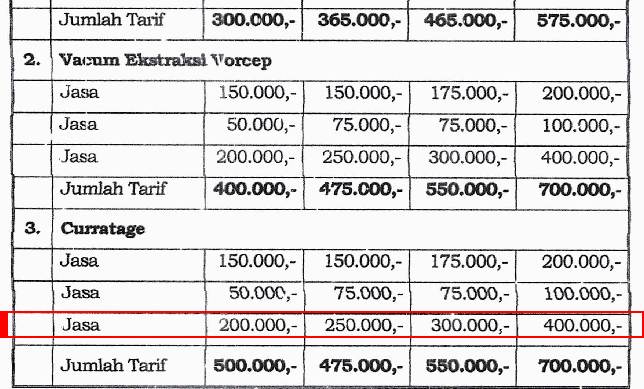 Jumlah Tarif 300.000,- 365.000,- 465.000,- 575.000,-
2. Vacum Ekstraksi Vorcep
Jasa 150.000,- 150.000,- 175.000,- 200.000,-
Jasa 50.000,- 75.000,- 75.000,- 100.000,-
Jasa 200.000,- 250.000,- 300.000,- 400.000,-
Jumlah Tarif 400.000,- 475.000,- 550.000,- 700.000,-
3. Curratage
Jasa 150.000,- 150.000,- 175.000,- 200.000,-
Jasa 50.000,- 75.000,- 75.000,- 100.000,-
Jasa 200.000,- 250.000,- 300.000,- 400.000,-
Jumlah Tarif 500.000,- 475.000,- 550.000,- 700.000,-